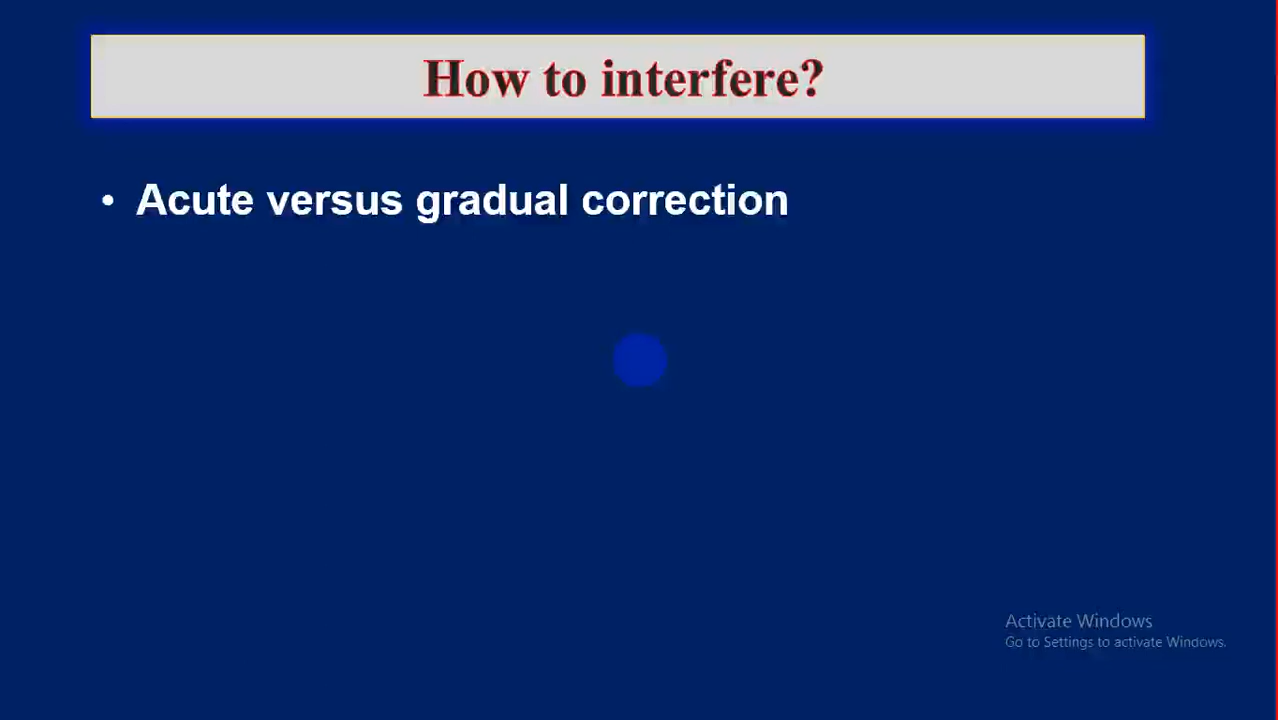 How to interfere?
• Acute versus gradual correction
Activate Windows
Go to Settings to activate Windows.